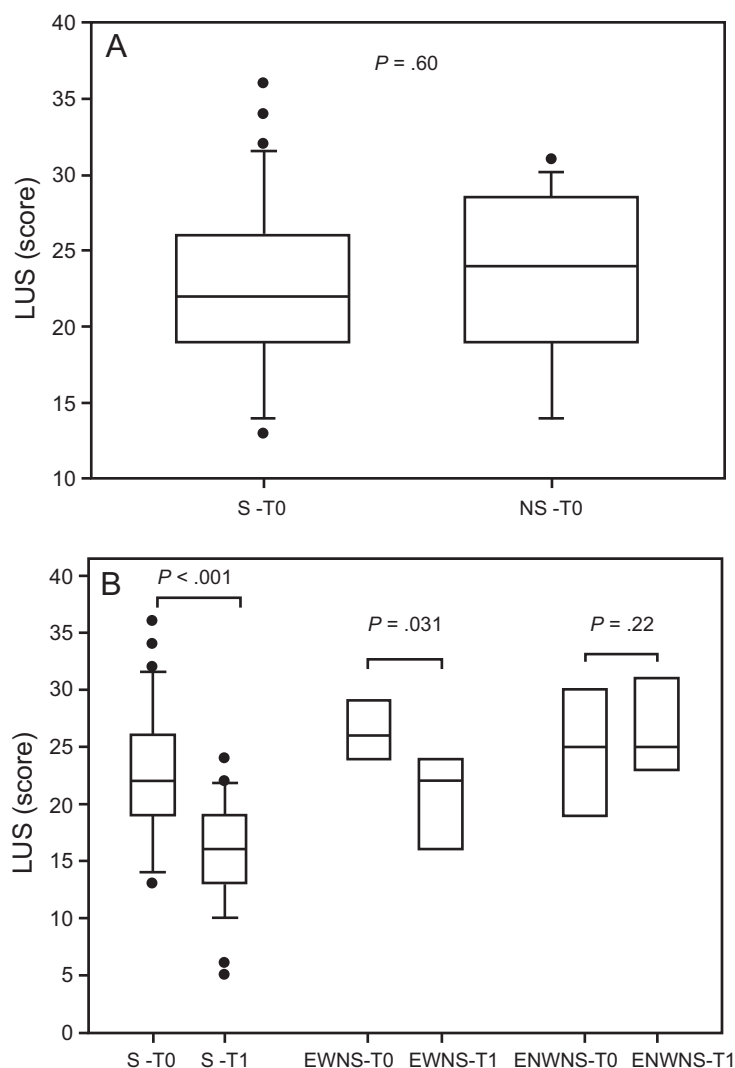 A
P = .60
40
35
30
25
20
15
10
LUS (score)
S -T0 NS -T0
B
P < .001
P = .031
P = .22
40
35
30
25
20
15
10
5
0
LUS (score)
S -T0 S -T1 EWNS-T0 EWNS-T1 ENWNS-T0 ENWNS-T1